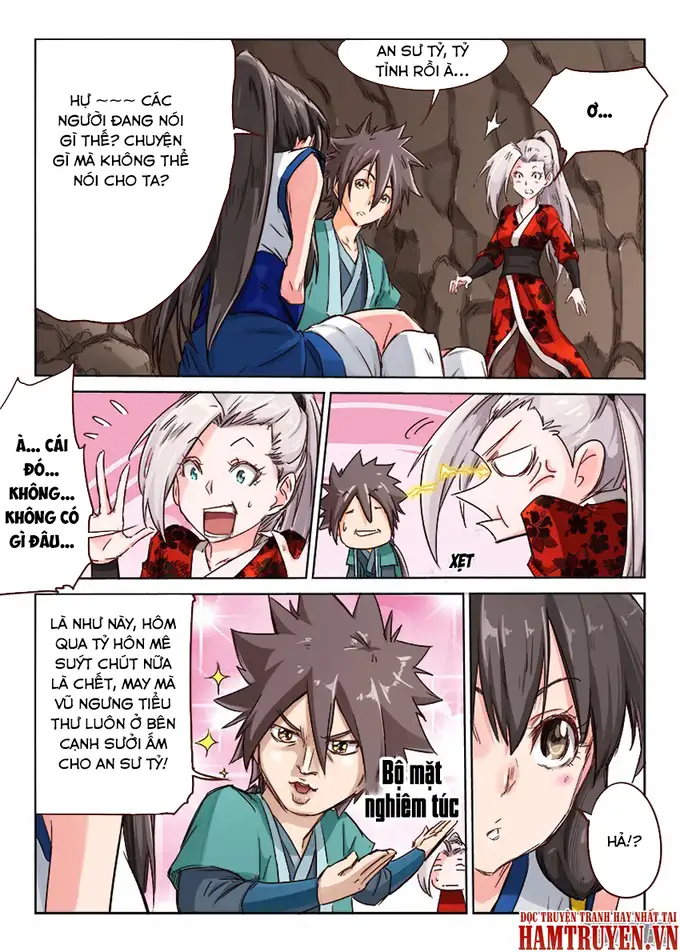 AN SƯ TỶ, TỶ
TỈNH RỒI À...
Ơ...
HỰ ~~~ CÁC
NGƯỜI ĐANG NÓI
GÌ THẾ? CHUYỆN
GÌ MÀ KHÔNG THỂ
NÓI CHO TA?
À... CÁI
ĐÓ...
KHÔNG...
KHÔNG CÓ
GÌ ĐÂU...
XẸT
LÀ NHƯ NÀY, HÔM
QUA TỶ HÔN MÊ
SUÝT CHÚT NỮA
LÀ CHẾT, MAY MÀ
VŨ NGƯNG TIỂU
THƯ LUÔN Ở BÊN
CẠNH SƯỞI ẤM
CHO AN SƯ TỶ!
Bộ mặt
nghiêm túc
HẢ!?
ĐỌC TRUYỆN TRANH HAY NHẤT TẠI
HAMTRUYEN.VN